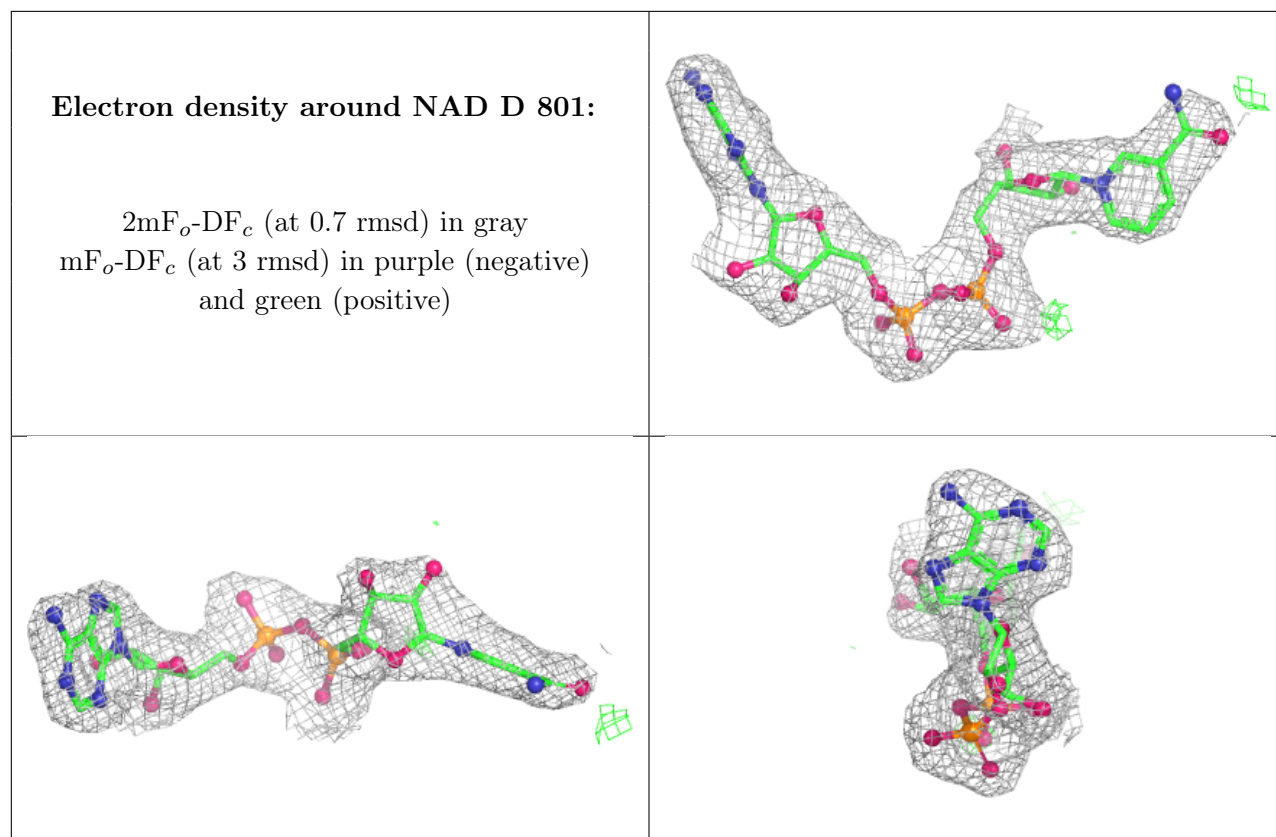 Electron density around NAD D 801:
2mFo-DFc (at 0.7 rmsd) in gray
mFo-DFc (at 3 rmsd) in purple (negative)
and green (positive)